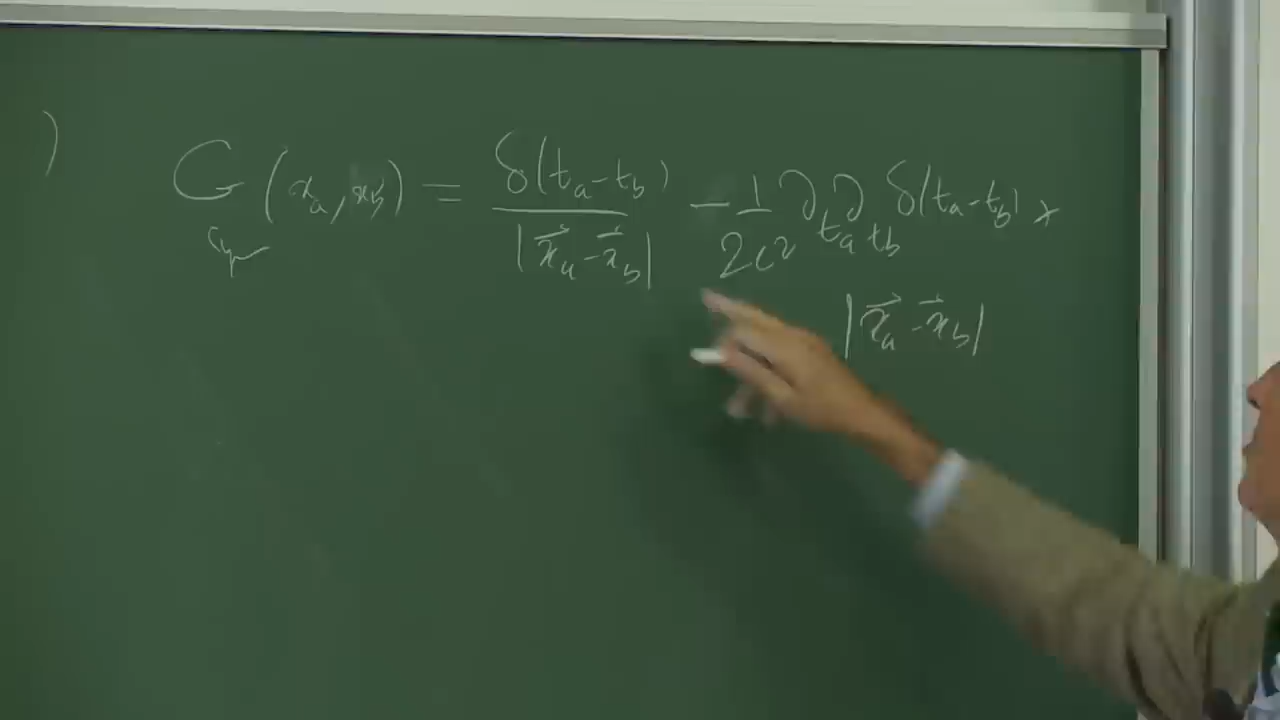 ) G (x_a, x_b) = δ(t_a - t_b) / |x⃗_a - x⃗_b| - 1/2c² ∂_{t_a} ∂_{t_b} δ(t_a - t_b) ×
|x⃗_a - x⃗_b|